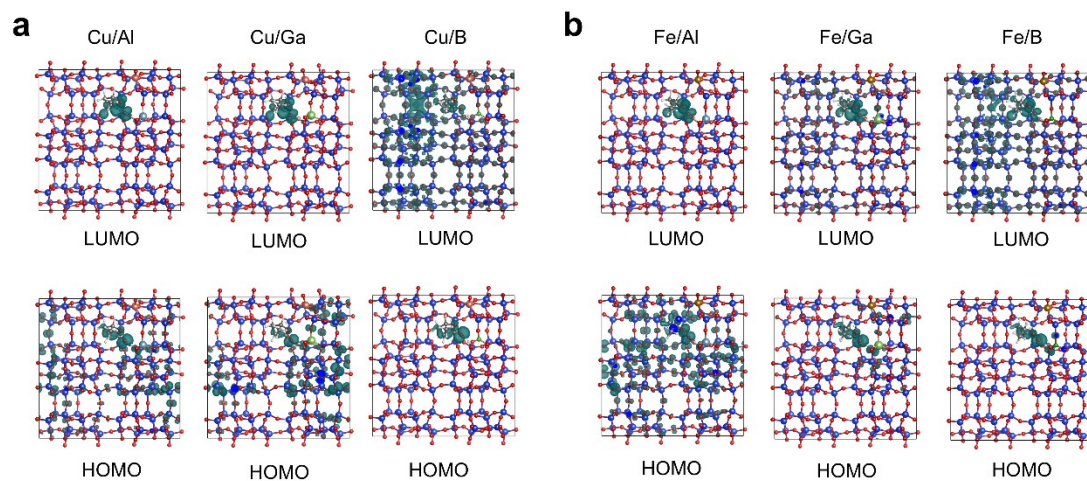 a
b
Cu/Al Cu/Ga Cu/B Fe/Al Fe/Ga Fe/B
LUMO LUMO LUMO LUMO LUMO LUMO
HOMO HOMO HOMO HOMO HOMO HOMO